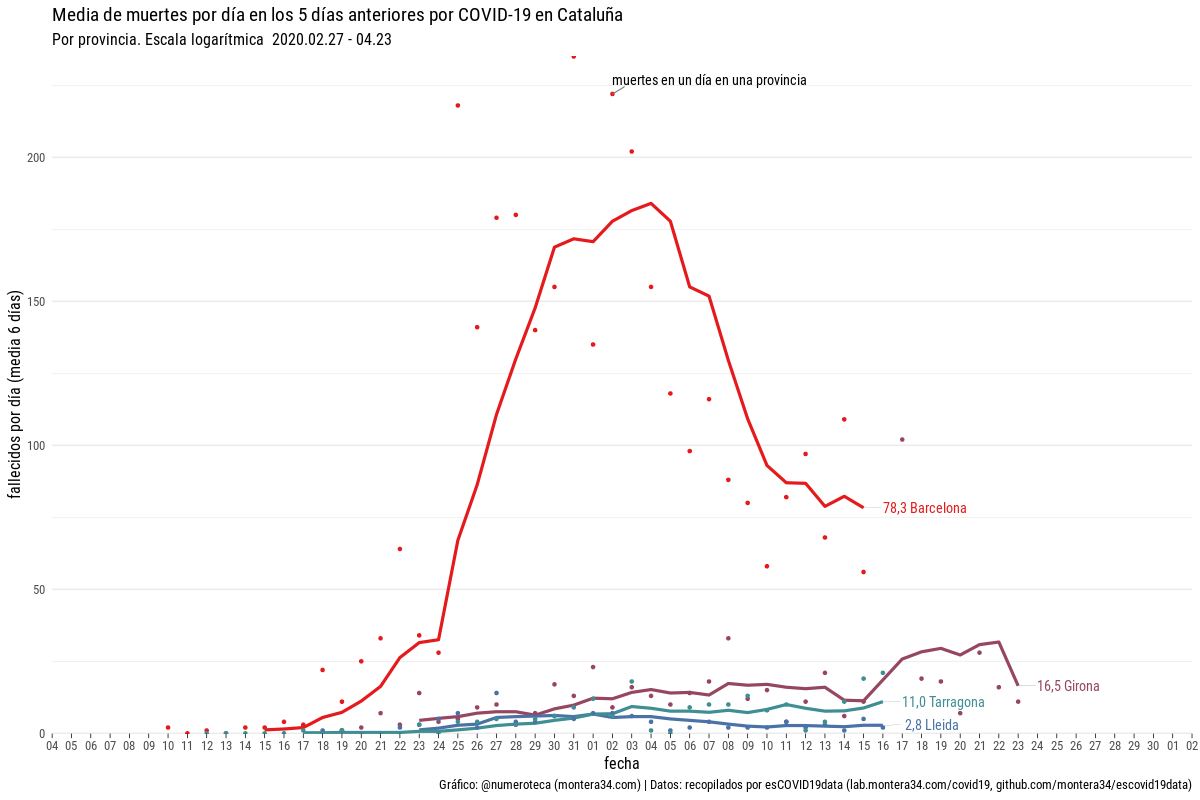 Media de muertes por día en los 5 días anteriores por COVID-19 en Cataluña
Por provincia. Escala logarítmica  2020.02.27 - 04.23
muertes en un día en una provincia
200
150
100
50
0
fallecidos por día (media 6 días)
78,3 Barcelona
16,5 Girona
11,0 Tarragona
2,8 Lleida
04 05 06 07 08 09 10 11 12 13 14 15 16 17 18 19 20 21 22 23 24 25 26 27 28 29 30 31 01 02 03 04 05 06 07 08 09 10 11 12 13 14 15 16 17 18 19 20 21 22 23 24 25 26 27 28 29 30 01 02
fecha
Gráfico: @numeroteca (montera34.com) | Datos: recopilados por esCOVID19data (lab.montera34.com/covid19, github.com/montera34/escovid19data)